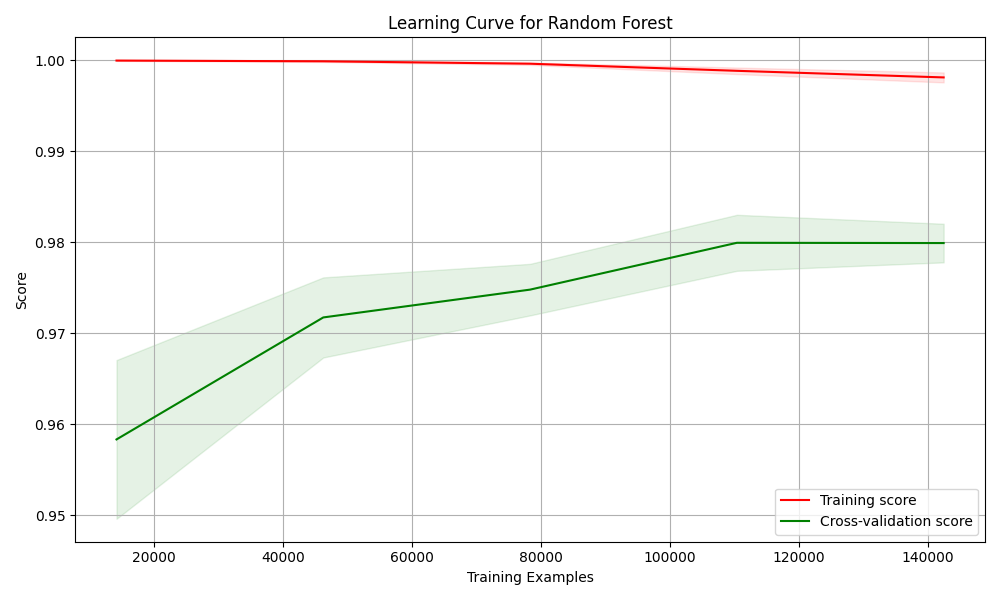 Learning Curve for Random Forest
1.00
0.99
0.98
0.97
0.96
0.95
Score
20000
40000
60000
80000
100000
120000
140000
Training Examples
Training score
Cross-validation score